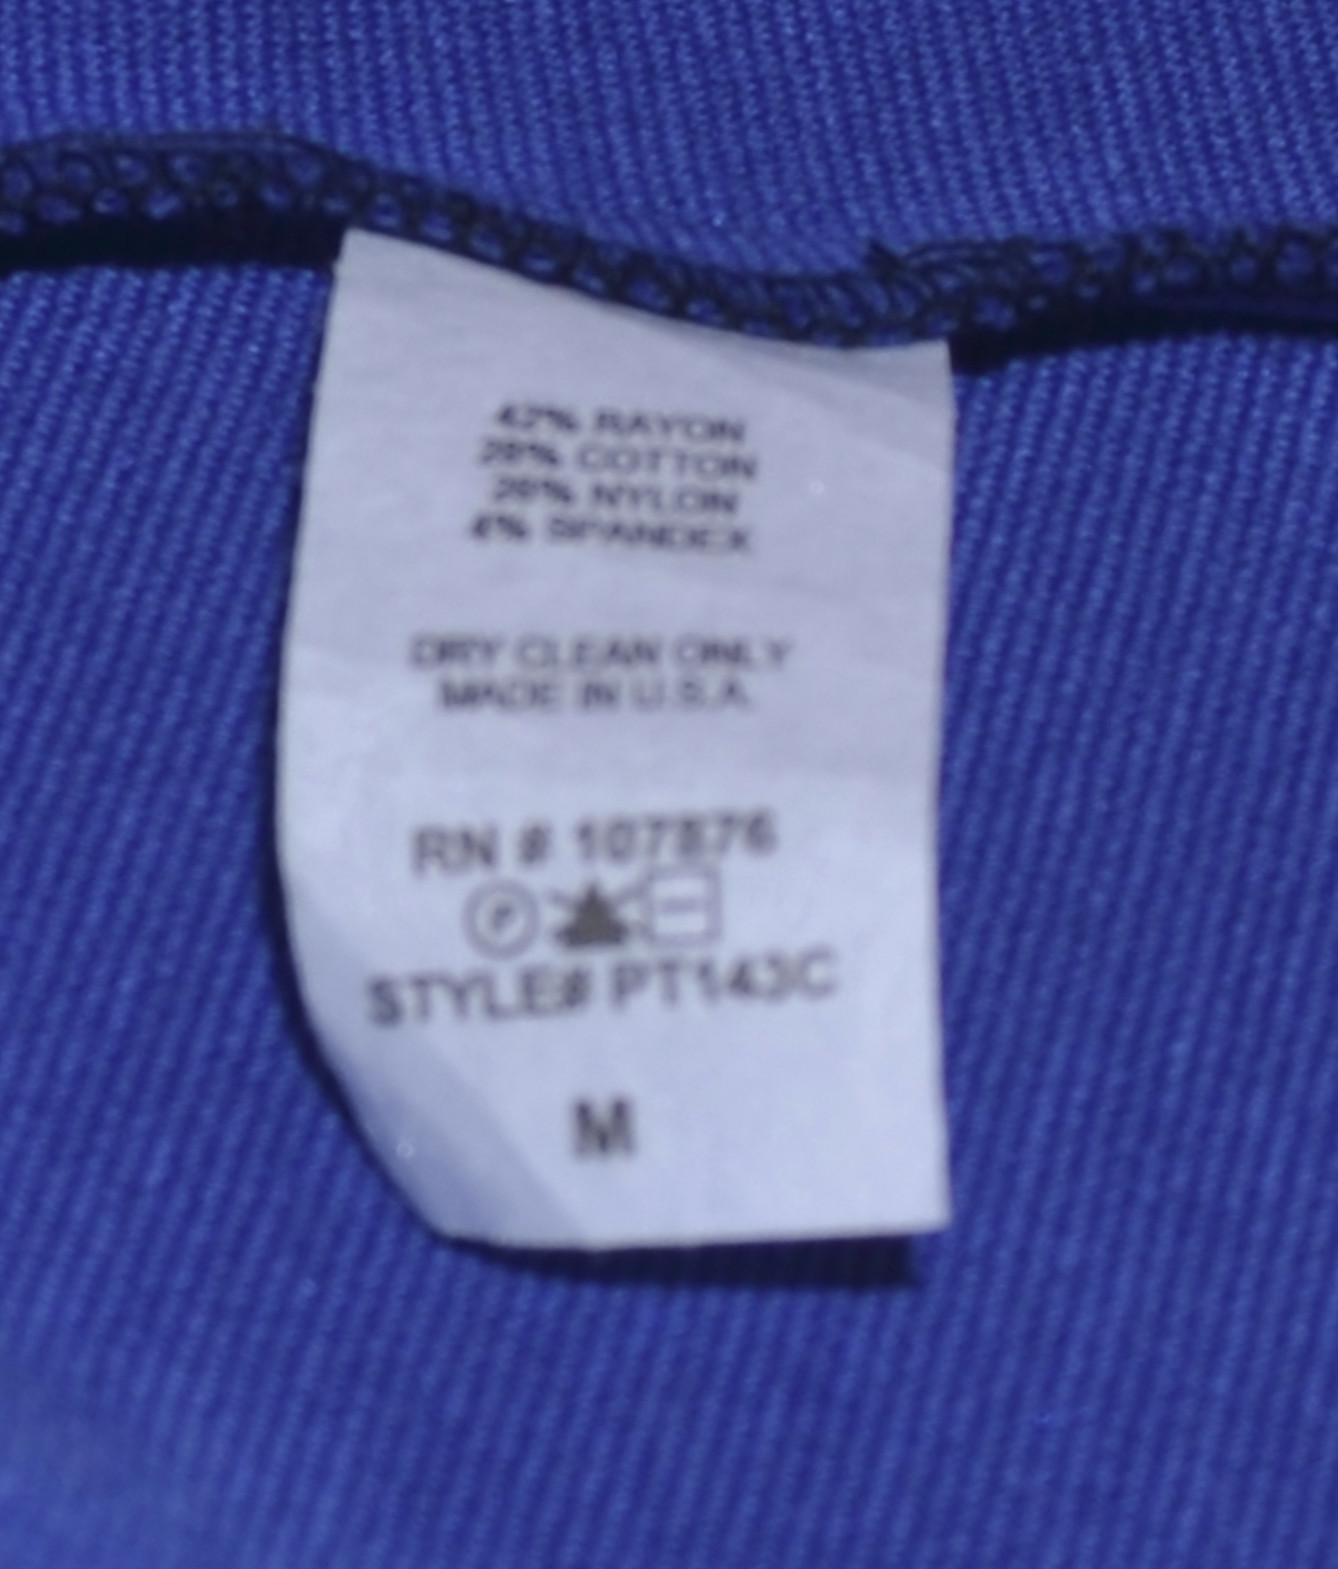 42% RAYON
28% COTTON
26% NYLON
4% SPANDEX
DRY CLEAN ONLY
MADE IN U.S.A.
RN # 107876
P
STYLE# PT143C
M